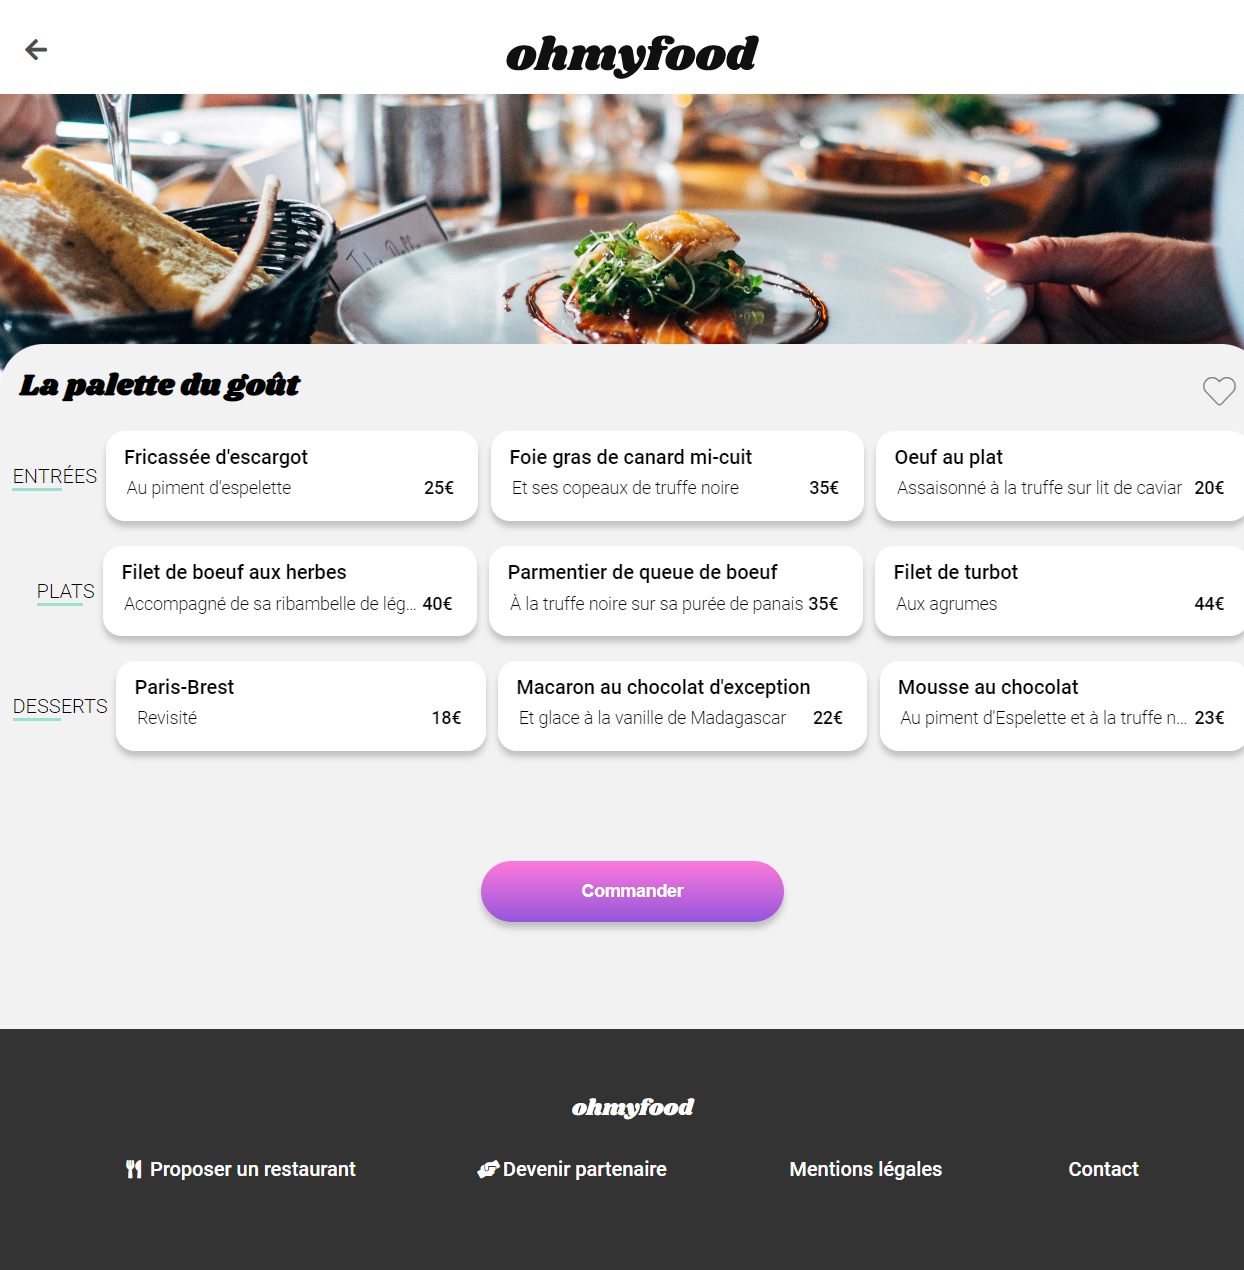 ohmyfood
La palette du goût
ENTRÉES
Fricassée d'escargot
Au piment d'espelette 25€
Foie gras de canard mi-cuit
Et ses copeaux de truffe noire 35€
Oeuf au plat
Assaisonné à la truffe sur lit de caviar 20€
PLATS
Filet de boeuf aux herbes
Accompagné de sa ribambelle de lég... 40€
Parmentier de queue de boeuf
À la truffe noire sur sa purée de panais 35€
Filet de turbot
Aux agrumes 44€
DESSERTS
Paris-Brest
Revisité 18€
Macaron au chocolat d'exception
Et glace à la vanille de Madagascar 22€
Mousse au chocolat
Au piment d'Espelette et à la truffe n... 23€
Commander
ohmyfood
Proposer un restaurant
Devenir partenaire
Mentions légales
Contact